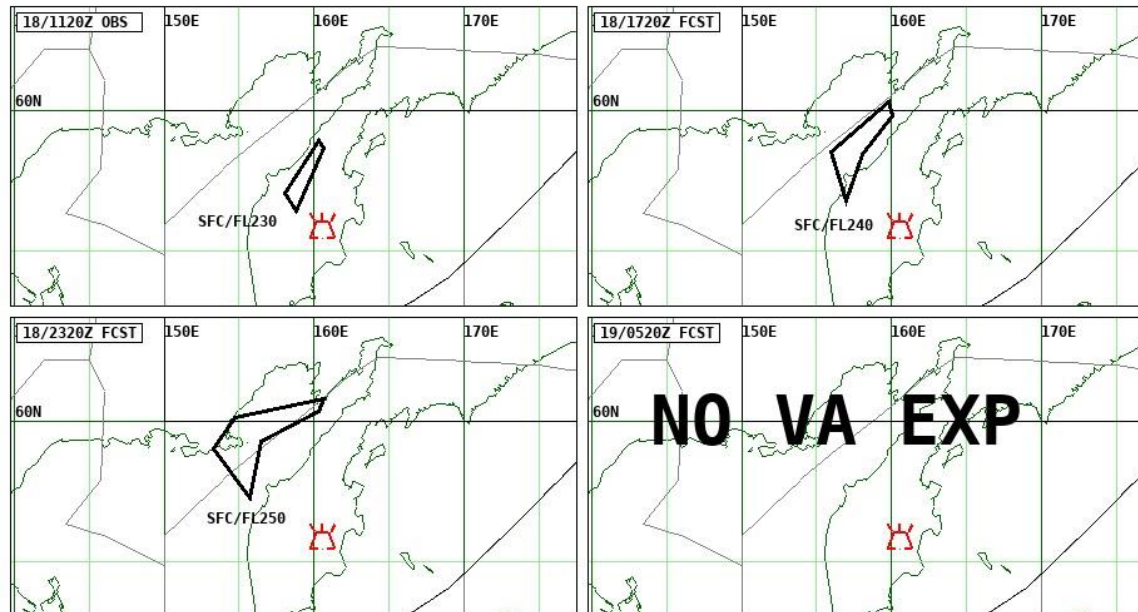 18/1120Z OBS
150E
160E
170E
60N
SFC/FL230
18/1720Z FCST
150E
160E
170E
60N
SFC/FL240
18/2320Z FCST
150E
160E
170E
60N
SFC/FL250
19/0520Z FCST
150E
160E
170E
60N
NO VA EXP